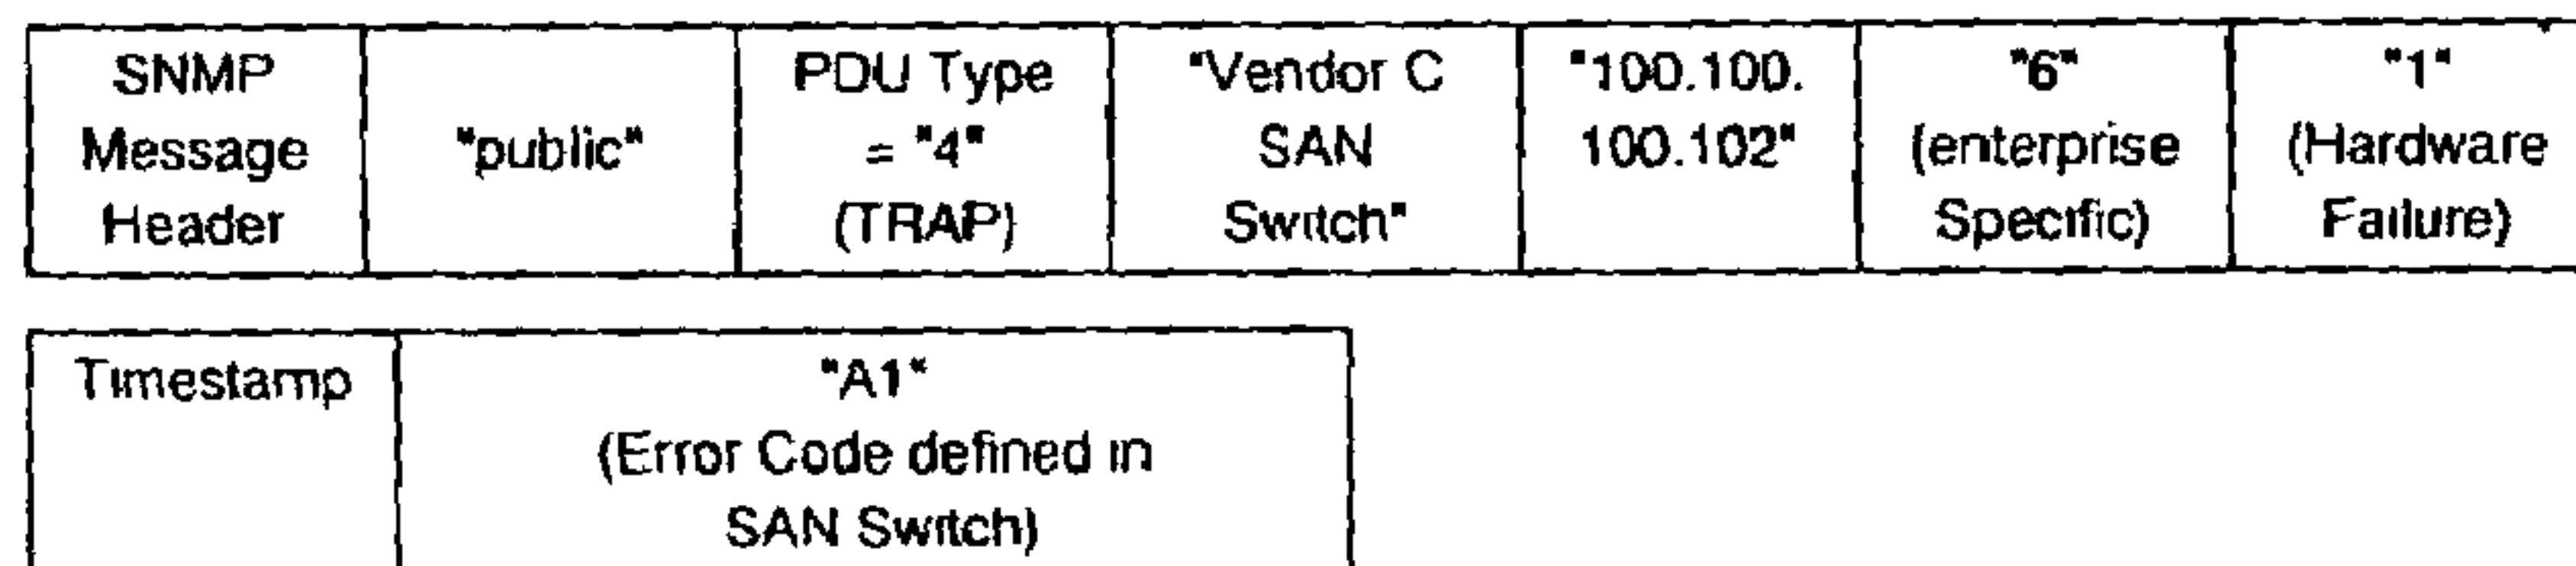 SNMP
Message
Header
"public"
PDU Type
= "4"
(TRAP)
"Vendor C
SAN
Switch"
"100.100.
100.102"
"6"
(enterprise
Specific)
"1"
(Hardware
Failure)
Timestamp
"A1"
(Error Code defined in
SAN Switch)